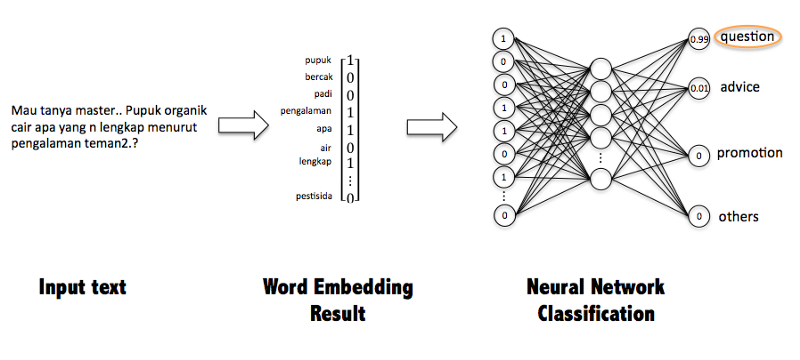 Mau tanya master.. Pupuk organik
cair apa yang n lengkap menurut
pengalaman teman2.?
pupuk 1
bercak 0
padi 0
pengalaman 1
apa 1
air 0
lengkap 1
⋮
pestisida 0
1
0
0
1
1
0
1
⋮
0
⋮
0.99 question
0.01 advice
0 promotion
0 others
Input text
Word Embedding
Result
Neural Network
Classification